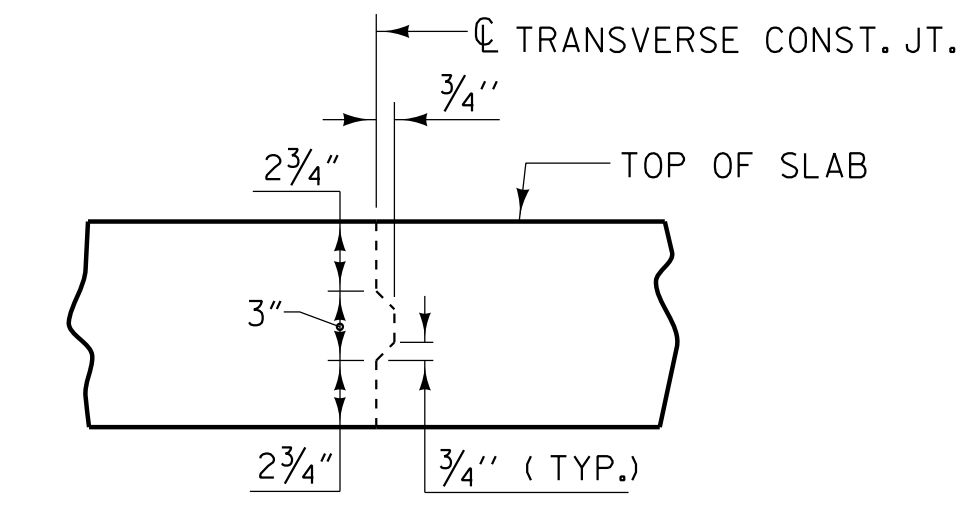 ℄ TRANSVERSE CONST. JT.
3/4''
2 3/4"
TOP OF SLAB
3"
2 3/4"
3/4'' (TYP.)